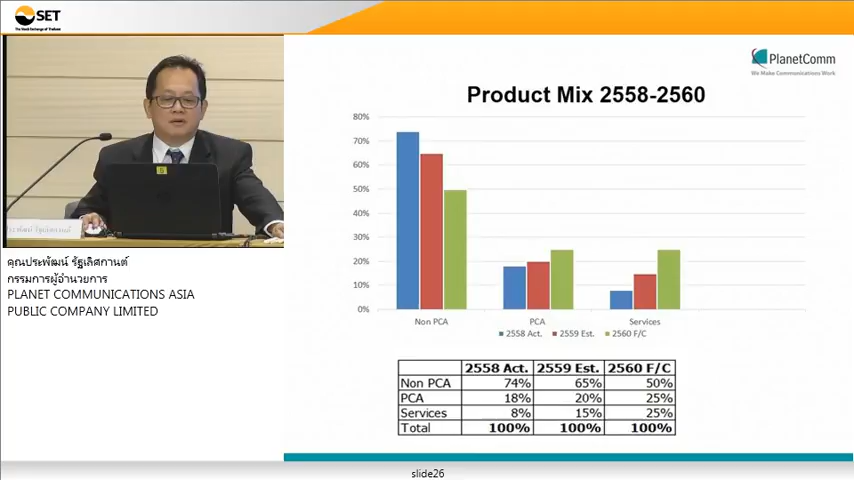 SET
The Stock Exchange of Thailand
คุณประพัฒน์ รัฐเลิศกานต์
กรรมการผู้อำนวยการ
PLANET COMMUNICATIONS ASIA
PUBLIC COMPANY LIMITED
PlanetComm
We Make Communications Work
Product Mix 2558-2560
80%
70%
60%
50%
40%
30%
20%
10%
0%
Non PCA PCA Services
2558 Act. 2559 Est. 2560 F/C
2558 Act. 2559 Est. 2560 F/C
Non PCA 74% 65% 50%
PCA 18% 20% 25%
Services 8% 15% 25%
Total 100% 100% 100%
slide26